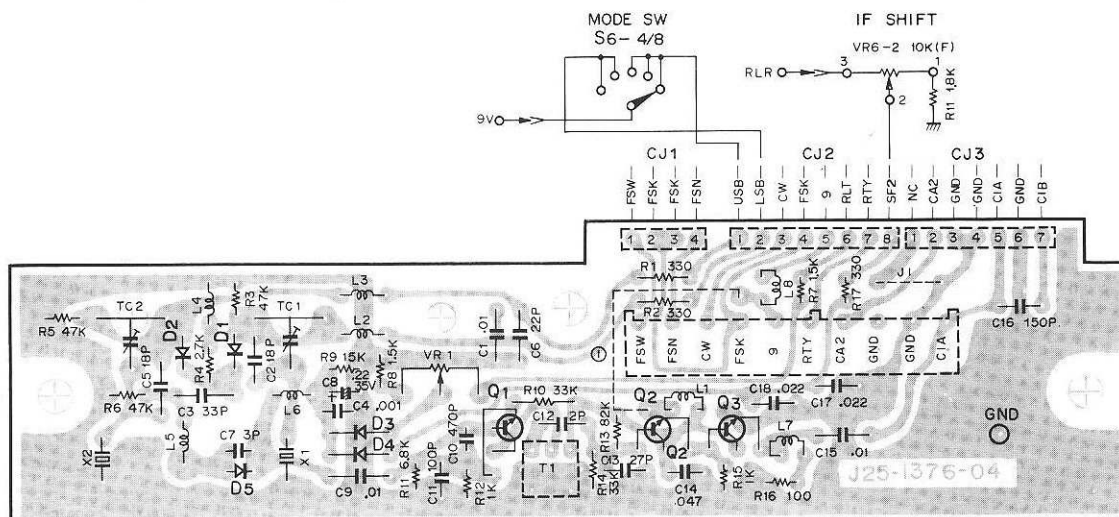 MODE SW
S6-4/8
IF SHIFT
VR6-2 10K(F)
RLR
3
1
2
R11 1.8K
9V
CJ1
CJ2
CJ3
FSW
FSK
FSK
FSN
USB
LSB
CW
FSK
9
RLT
RTY
SF2
NC
CA2
GND
GND
CIA
GND
CIB
1 2 3 4
1 2 3 4 5 6 7 8
1 2 3 4 5 6 7
R1 330
R2 330
L8
R7 1.5K
R17 330
J1
C16 150P
FSW
FSN
CW
FSK
9
RTY
CA2
GND
GND
CIA
TC2
L4
R3 47K
TC1
L3
L2
R5 47K
D2
D1
C5 18P
R4 2.7K
C2 18P
R9 15K
C8 .22 35V
R8 1.5K
VR1
C1 .01
C6 22P
R6 47K
C3 33P
L6
C4 .001
D3
D4
Q1
R10 33K
C12 2P
C10 470P
L5
C7 3P
D5
X2
X1
C9 .01
R11 6.8K
C11 100P
R12 1K
T1
R14 33K
R13 82K
C13 27P
Q2
L1
Q3
Q2
C18 .022
C17 .022
L7
C15 .01
C14 .047
R15 1K
R16 100
GND
J25-1376-04